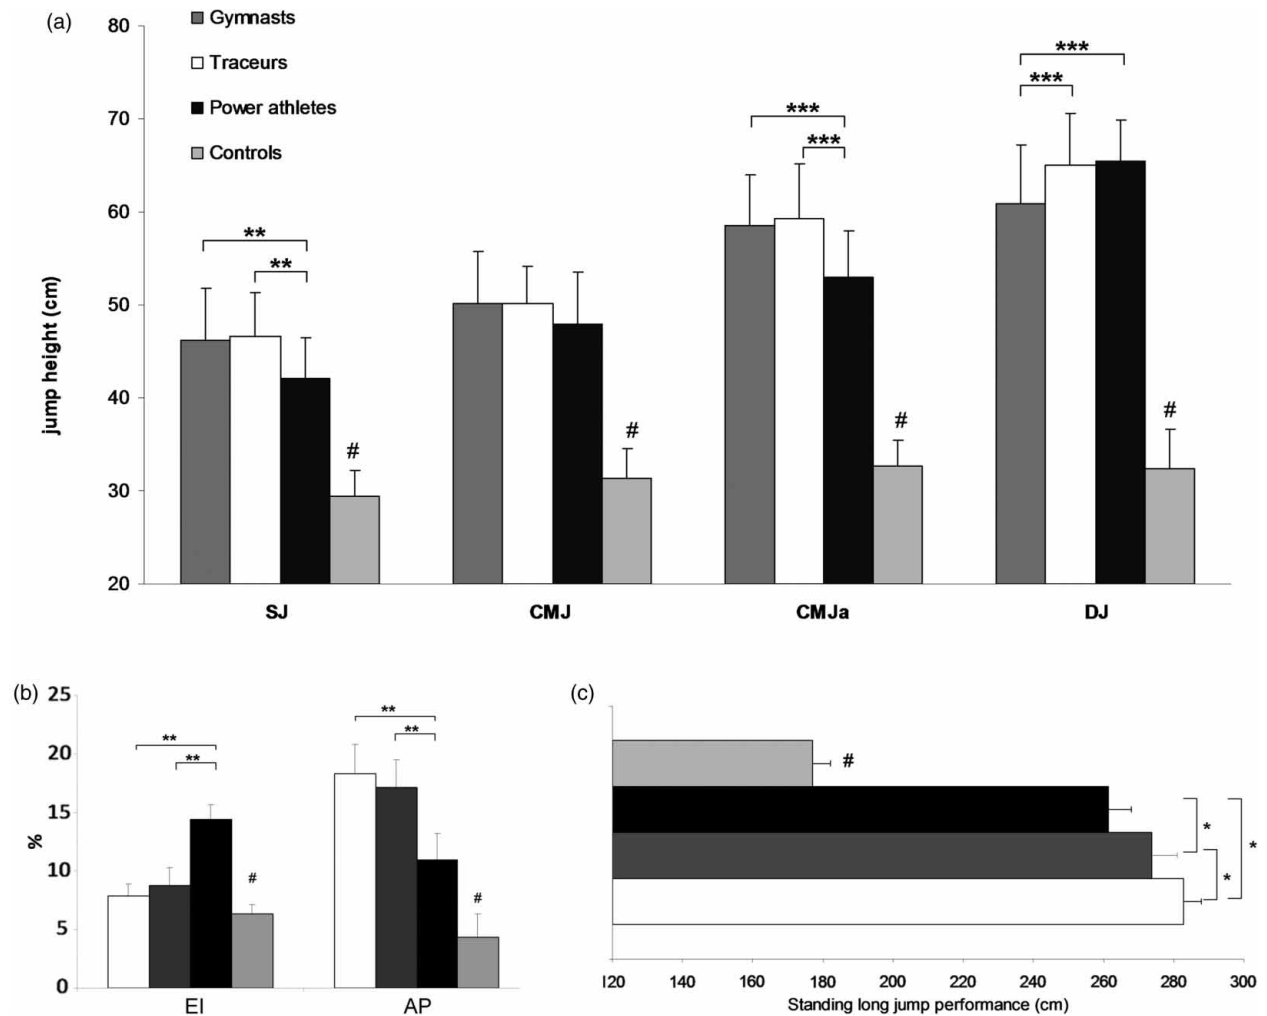 (a)
80
70
60
50
40
30
20
jump height (cm)
Gymnasts
Traceurs
Power athletes
Controls
**
**
#
#
***
***
#
***
***
#
SJ CMJ CMJa DJ
(b)
25
20
15
10
5
0
%
**
**
#
**
**
#
EI AP
(c)
#
*
*
*
120 140 160 180 200 220 240 260 280 300
Standing long jump performance (cm)